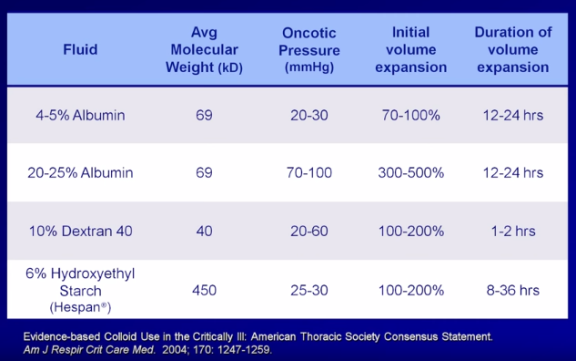 Fluid
Avg
Molecular
Weight (kD)
Oncotic
Pressure
(mmHg)
Initial
volume
expansion
Duration of
volume
expansion
4-5% Albumin 69 20-30 70-100% 12-24 hrs
20-25% Albumin 69 70-100 300-500% 12-24 hrs
10% Dextran 40 40 20-60 100-200% 1-2 hrs
6% Hydroxyethyl
Starch
(Hespan®)
450 25-30 100-200% 8-36 hrs
Evidence-based Colloid Use in the Critically Ill: American Thoracic Society Consensus Statement.
Am J Respir Crit Care Med. 2004; 170: 1247-1259.